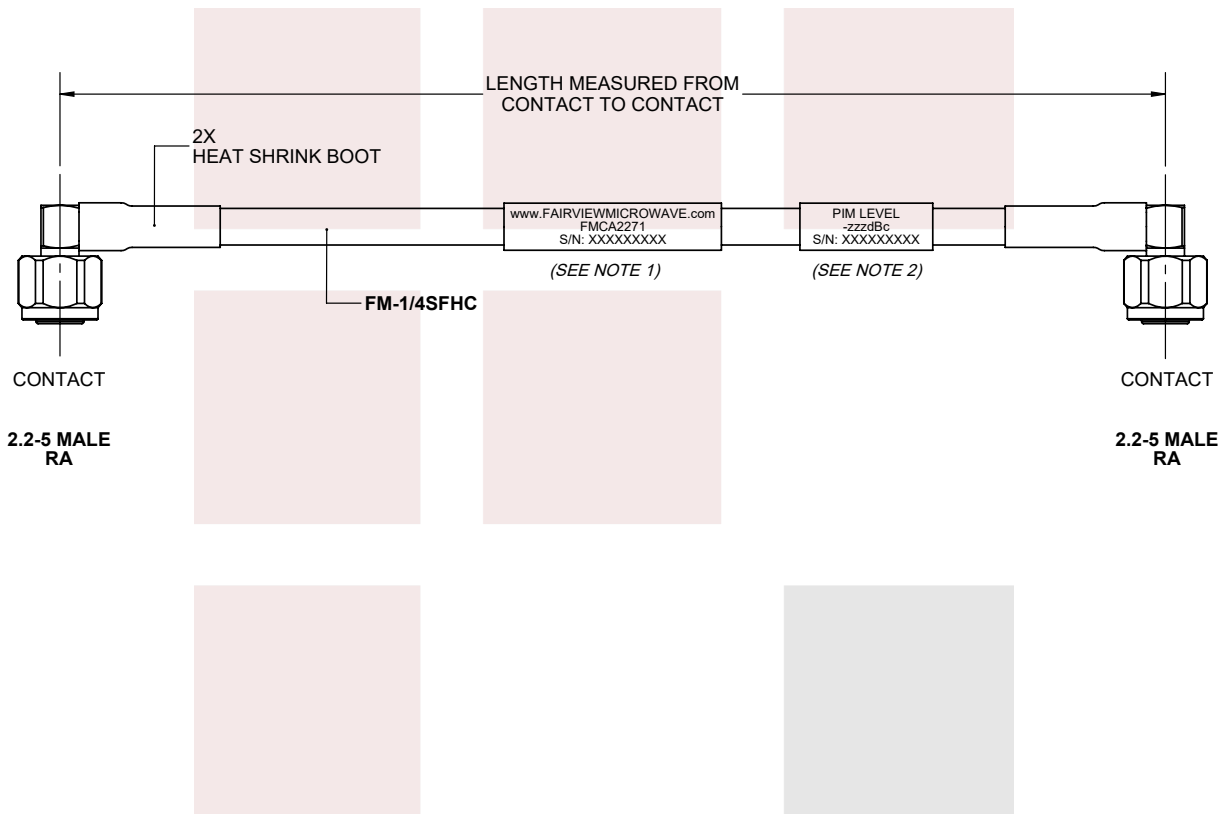 LENGTH MEASURED FROM
CONTACT TO CONTACT
2X
HEAT SHRINK BOOT
www.FAIRVIEWMICROWAVE.com
FMCA2271
S/N: XXXXXXXXX
PIM LEVEL
-zzzdBc
S/N: XXXXXXXXX
(SEE NOTE 1)
(SEE NOTE 2)
FM-1/4SFHC
CONTACT
CONTACT
2.2-5 MALE
RA
2.2-5 MALE
RA